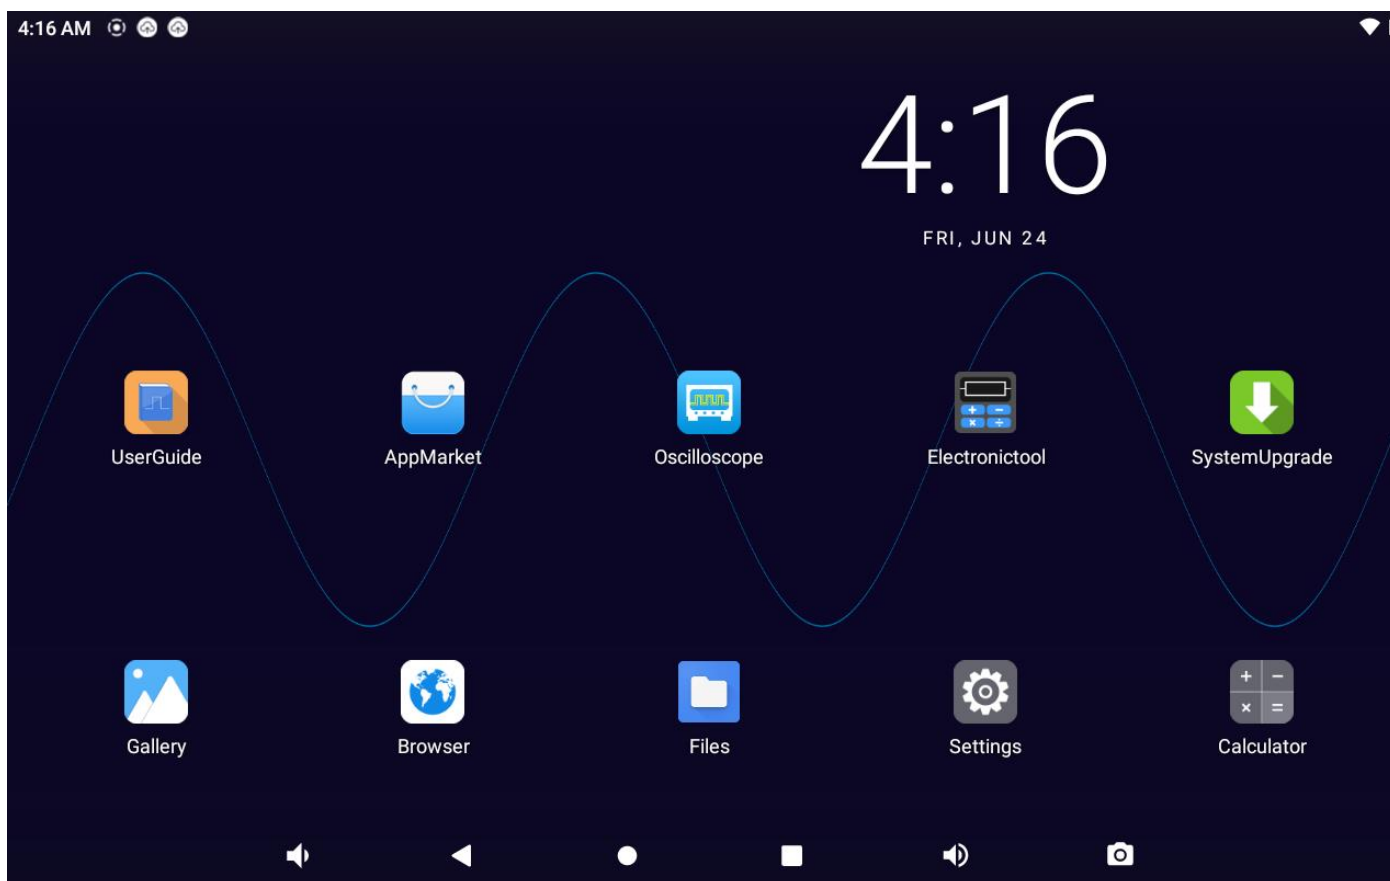 4:16 AM
4:16
FRI, JUN 24
UserGuide
AppMarket
Oscilloscope
Electronictool
SystemUpgrade
Gallery
Browser
Files
Settings
Calculator